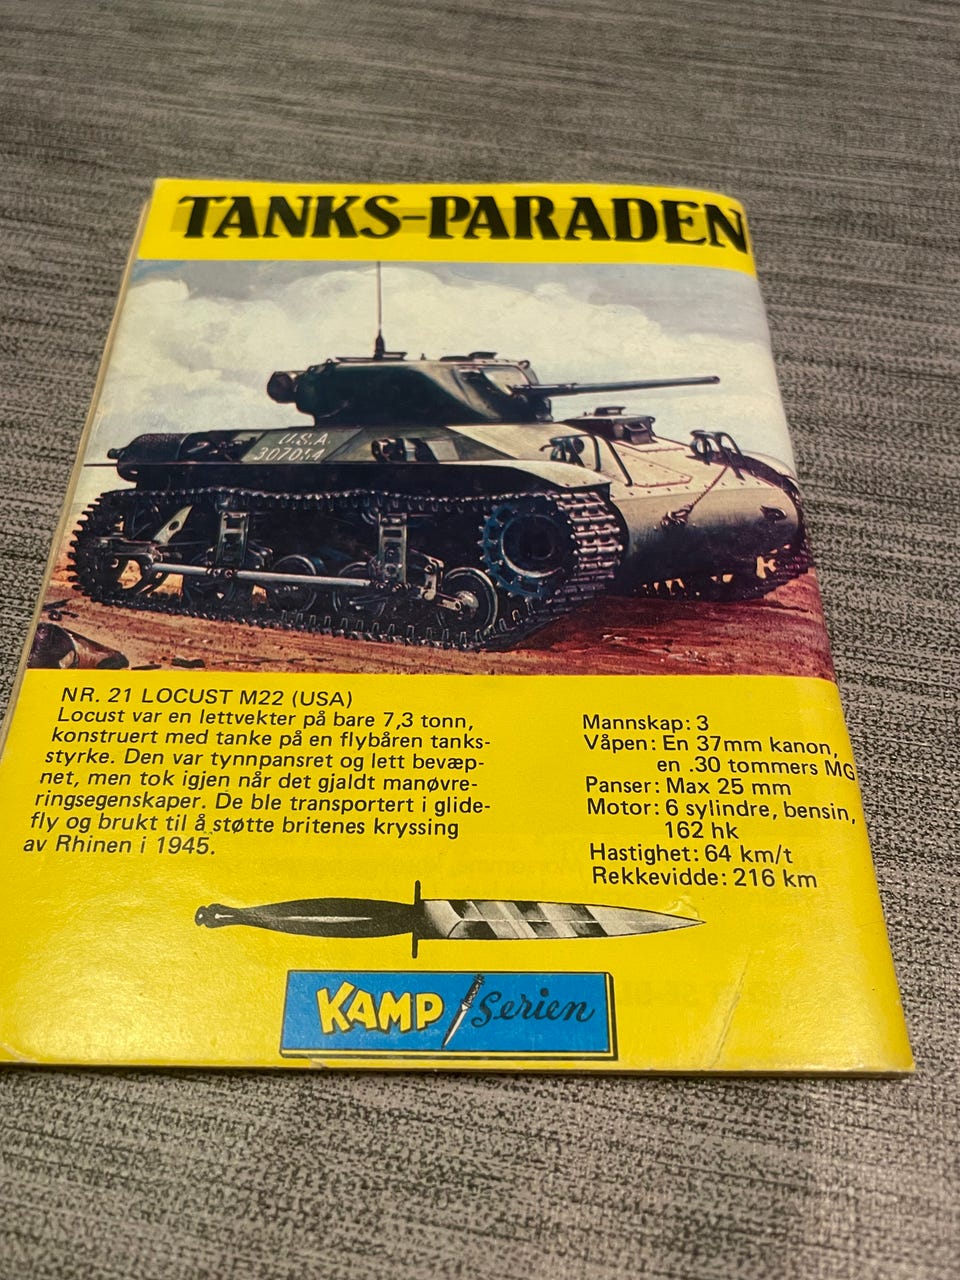 TANKS-PARADEN
U.S.A.
NR. 21 LOCUST M22 (USA)
Locust var en lettvekter på bare 7,3 tonn,
konstruert med tanke på en flybåren tanks-
styrke. Den var tynnpansret og lett bevæp-
net, men tok igjen når det gjaldt manøvre-
ringsegenskaper. De ble transportert i glide-
fly og brukt til å støtte britenes kryssing
av Rhinen i 1945.
Mannskap: 3
Våpen: En 37mm kanon,
en .30 tommers MG
Panser: Max 25 mm
Motor: 6 sylindre, bensin,
162 hk
Hastighet: 64 km/t
Rekkevidde: 216 km
KAMP serien